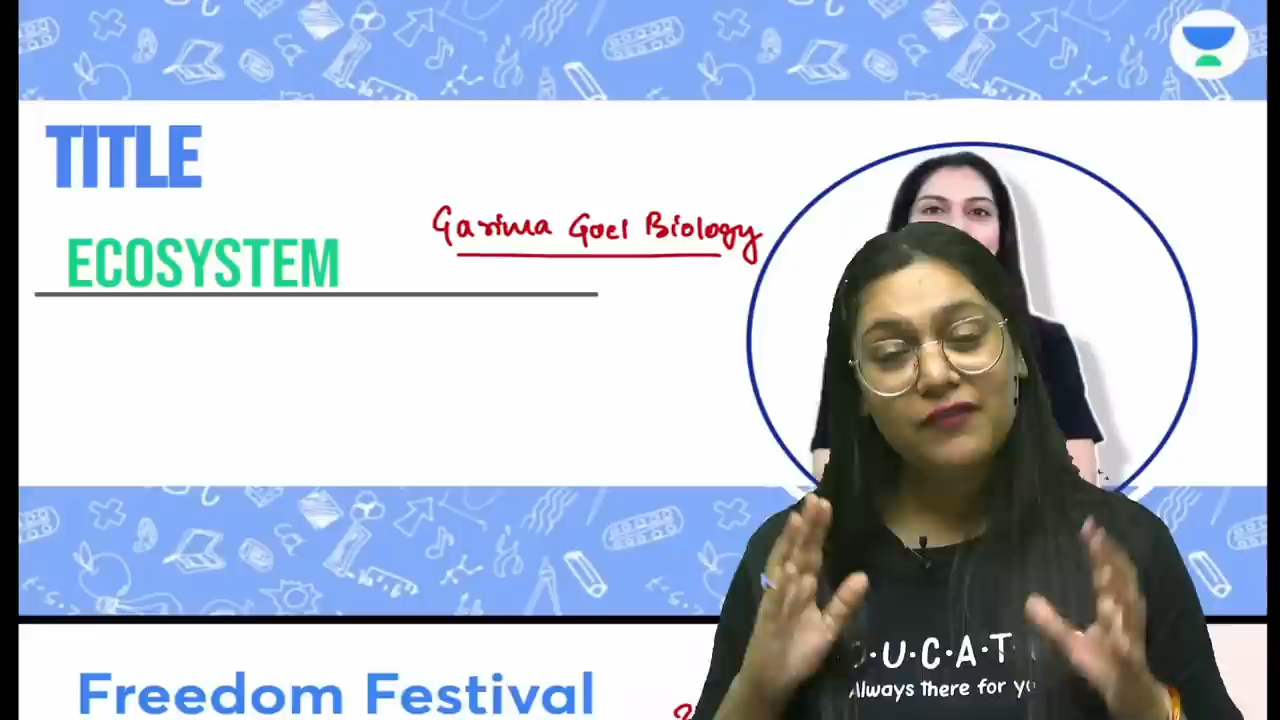 TITLE
Garima Goel Biology
ECOSYSTEM
U·C·A·T
Always there for yo
Freedom Festival